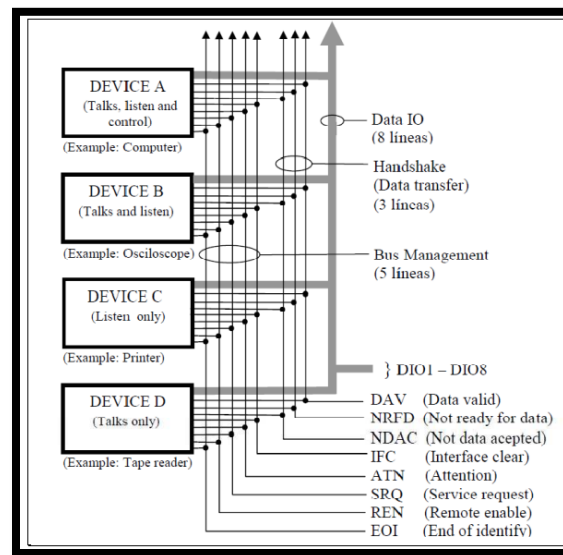 DEVICE A
(Talks, listen and
control)
(Example: Computer)
DEVICE B
(Talks and listen)
(Example: Osciloscope)
DEVICE C
(Listen only)
(Example: Printer)
DEVICE D
(Talks only)
(Example: Tape reader)
Data IO
(8 líneas)
Handshake
(Data transfer)
(3 líneas)
Bus Management
(5 líneas)
} DIO1 – DIO8
DAV (Data valid)
NRFD (Not ready for data)
NDAC (Not data acepted)
IFC (Interface clear)
ATN (Attention)
SRQ (Service request)
REN (Remote enable)
EOI (End of identify)